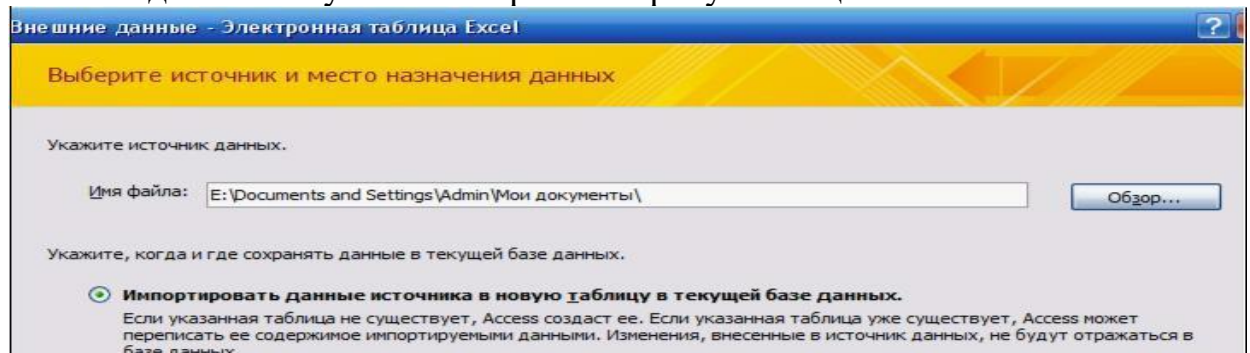 Внешние данные - Электронная таблица Excel
Выберите источник и место назначения данных
Укажите источник данных.
Имя файла: E:\Documents and Settings\Admin\Мои документы\ Обзор...
Укажите, когда и где сохранять данные в текущей базе данных.
Импортировать данные источника в новую таблицу в текущей базе данных.
Если указанная таблица не существует, Access создаст ее. Если указанная таблица уже существует, Access может
переписать ее содержимое импортируемыми данными. Изменения, внесенные в источник данных, не будут отражаться в
базе данных.